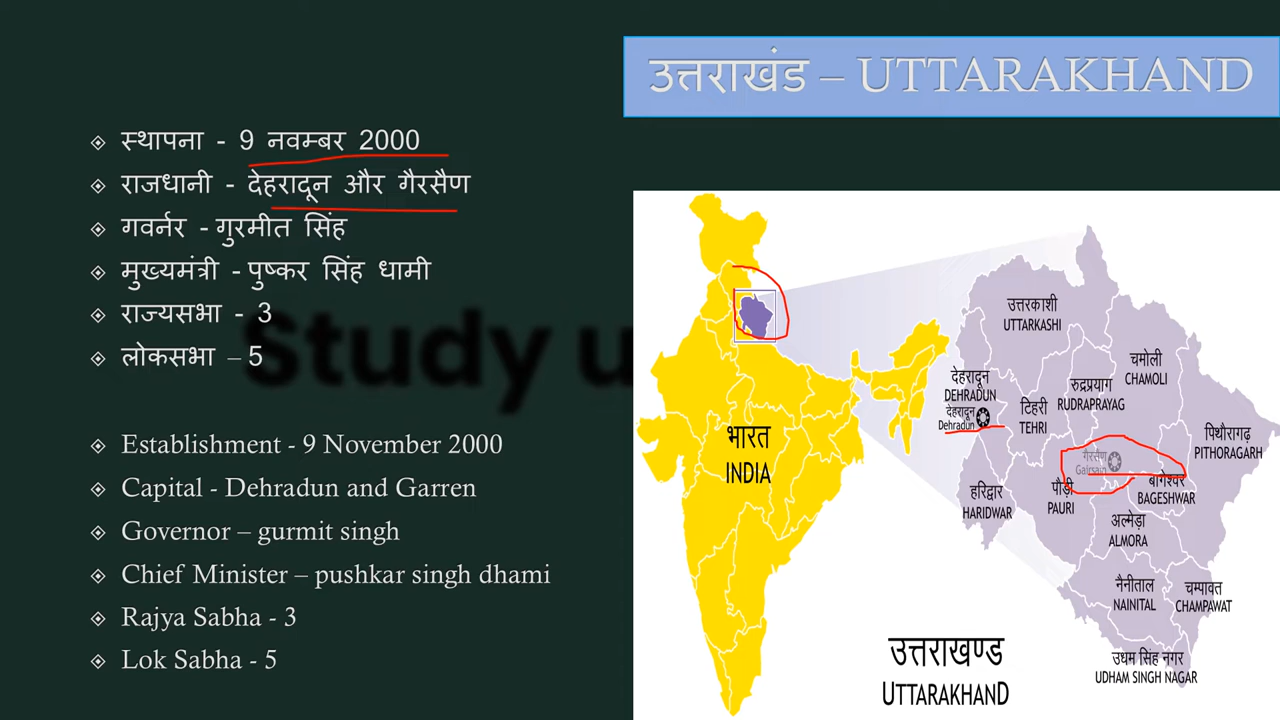 उत्तराखंड – UTTARAKHAND
स्थापना - 9 नवम्बर 2000
राजधानी - देहरादून और गैरसैण
गवर्नर - गुरमीत सिंह
मुख्यमंत्री - पुष्कर सिंह धामी
राज्यसभा - 3
लोकसभा – 5
Study u
Establishment - 9 November 2000
Capital - Dehradun and Garren
Governor – gurmit singh
Chief Minister – pushkar singh dhami
Rajya Sabha - 3
Lok Sabha - 5
भारत
INDIA
उत्तरकाशी
UTTARKASHI
चमोली
CHAMOLI
रुद्रप्रयाग
RUDRAPRAYAG
देहरादून
DEHRADUN
देहरादून
Dehradun
टिहरी
TEHRI
पिथौरागढ़
PITHORAGARH
गैरसैण
Gairsain
हरिद्वार
HARIDWAR
पौड़ी
PAURI
बागेश्वर
BAGESHWAR
अल्मोड़ा
ALMORA
नैनीताल
NAINITAL
चम्पावत
CHAMPAWAT
उधम सिंह नगर
UDHAM SINGH NAGAR
उत्तराखण्ड
UTTARAKHAND